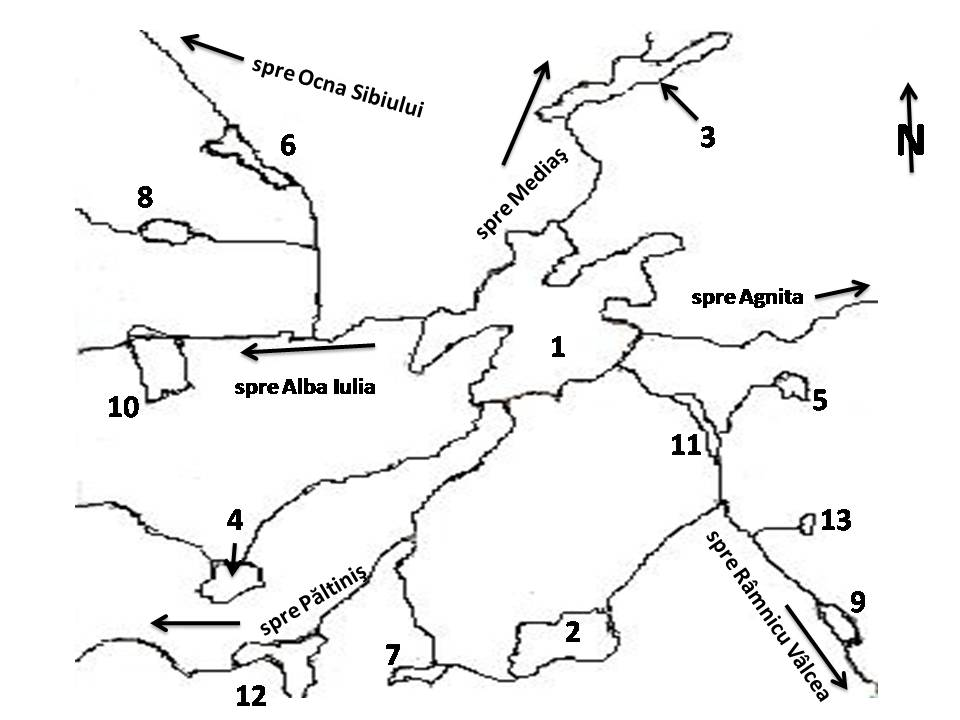 spre Ocna Sibiului
6
3
N
8
spre Mediaş
spre Agnita
1
spre Alba Iulia
10
5
11
4
13
spre Păltiniş
spre Râmnicu Vâlcea
9
2
7
12